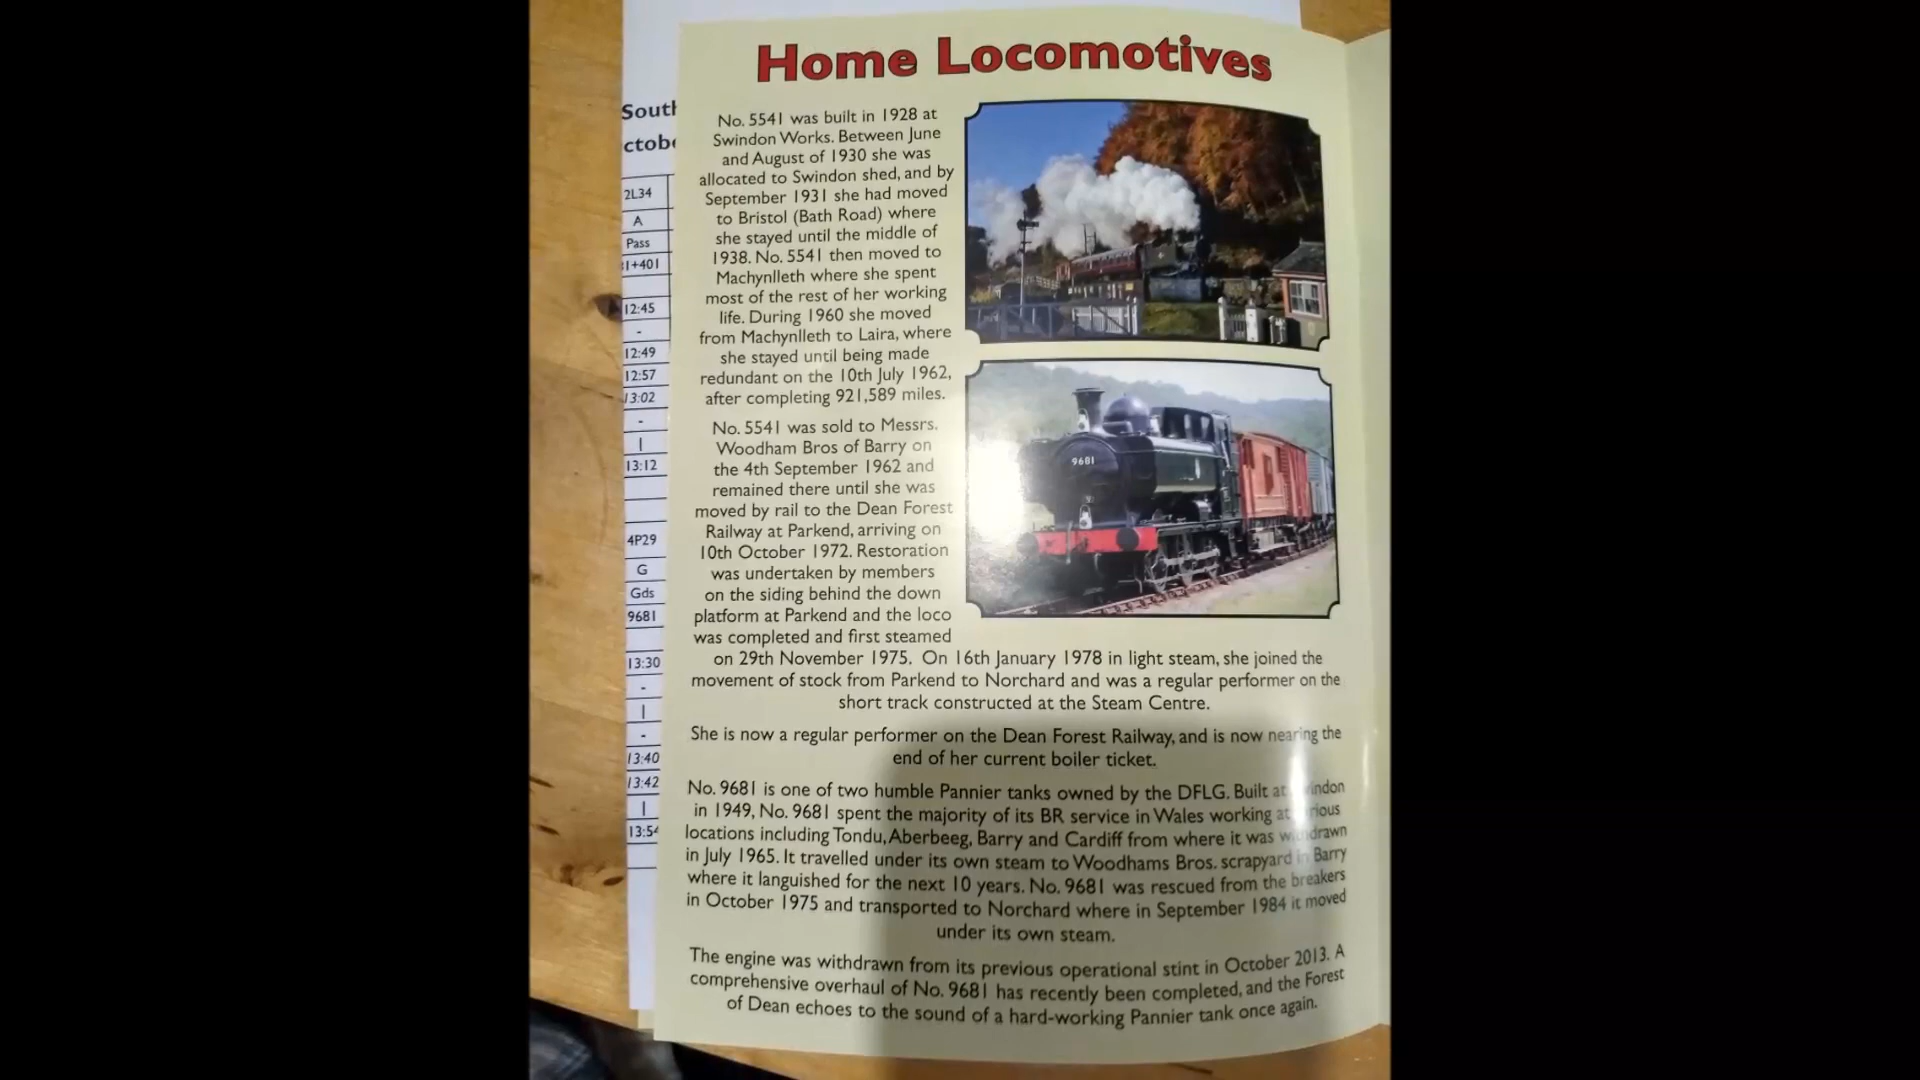 Home Locomotives
No. 5541 was built in 1928 at
Swindon Works. Between June
and August of 1930 she was
allocated to Swindon shed, and by
September 1931 she had moved
to Bristol (Bath Road) where
she stayed until the middle of
1938. No. 5541 then moved to
Machynlleth where she spent
most of the rest of her working
life. During 1960 she moved
from Machynlleth to Laira, where
she stayed until being made
redundant on the 10th July 1962,
after completing 921,589 miles.
No. 5541 was sold to Messrs.
Woodham Bros of Barry on
the 4th September 1962 and
remained there until she was
moved by rail to the Dean Forest
Railway at Parkend, arriving on
10th October 1972. Restoration
was undertaken by members
on the siding behind the down
platform at Parkend and the loco
was completed and first steamed
on 29th November 1975. On 16th January 1978 in light steam, she joined the
movement of stock from Parkend to Norchard and was a regular performer on the
short track constructed at the Steam Centre.
She is now a regular performer on the Dean Forest Railway, and is now nearing the
end of her current boiler ticket.
No. 9681 is one of two humble Pannier tanks owned by the DFLG. Built at Swindon
in 1949, No. 9681 spent the majority of its BR service in Wales working at various
locations including Tondu, Aberbeeg, Barry and Cardiff from where it was withdrawn
in July 1965. It travelled under its own steam to Woodhams Bros. scrapyard in Barry
where it languished for the next 10 years. No. 9681 was rescued from the breakers
in October 1975 and transported to Norchard where in September 1984 it moved
under its own steam.
The engine was withdrawn from its previous operational stint in October 2013. A
comprehensive overhaul of No. 9681 has recently been completed, and the Forest
of Dean echoes to the sound of a hard-working Pannier tank once again.
9681
South
ctobe
2L34
A
Pass
1+401
12:45
-
12:49
12:57
13:02
-
|
13:12
4P29
G
Gds
9681
13:30
-
|
-
13:40
13:42
|
13:54